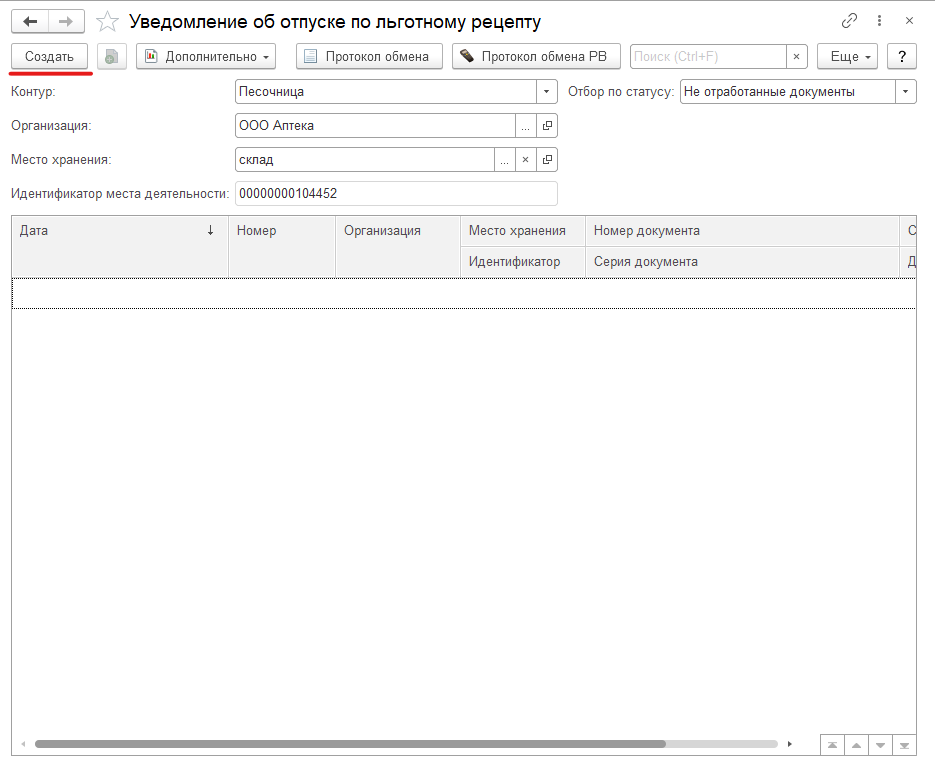 Уведомление об отпуске по льготному рецепту
Создать Дополнительно Протокол обмена Протокол обмена РВ Поиск (Ctrl+F) × Еще ?
Контур: Песочница Отбор по статусу: Не отработанные документы
Организация: ООО Аптека ...
Место хранения: склад ... ×
Идентификатор места деятельности: 00000000104452
Дата ↓ Номер Организация Место хранения Номер документа С
Идентификатор Серия документа Д